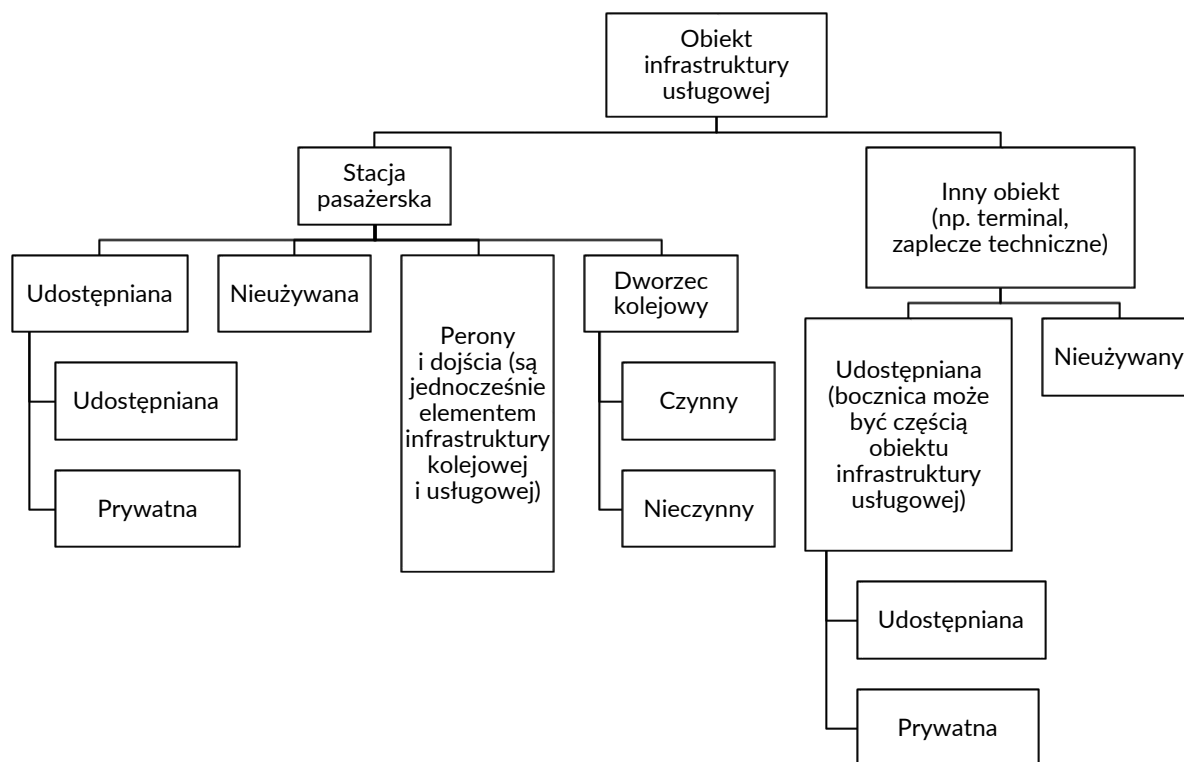 Obiekt
infrastruktury
usługowej
Stacja
pasażerska
Inny obiekt
(np. terminal,
zaplecze techniczne)
Udostępniana
Nieużywana
Perony
i dojścia (są
jednocześnie
elementem
infrastruktury
kolejowej
i usługowej)
Dworzec
kolejowy
Udostępniana
Prywatna
Czynny
Nieczynny
Udostępniana
(bocznica może
być częścią
obiektu
infrastruktury
usługowej)
Nieużywany
Udostępniana
Prywatna